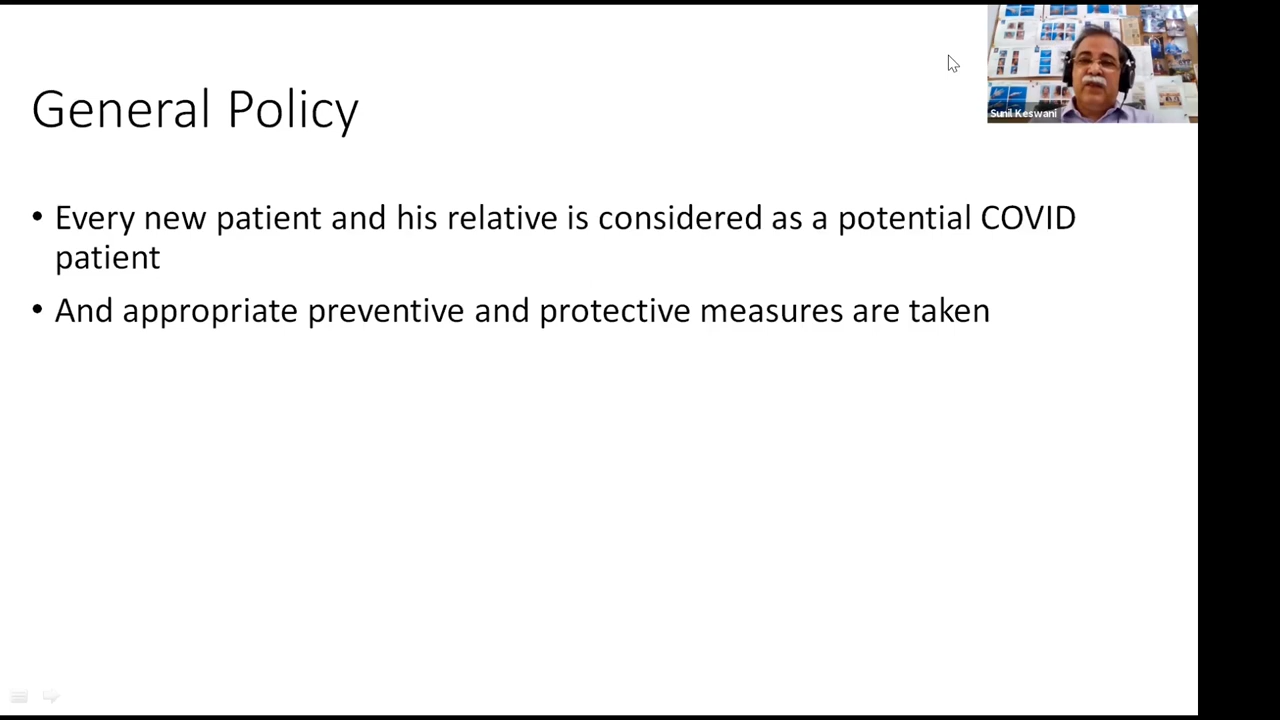 General Policy
Sunil Keswani
• Every new patient and his relative is considered as a potential COVID
patient
• And appropriate preventive and protective measures are taken